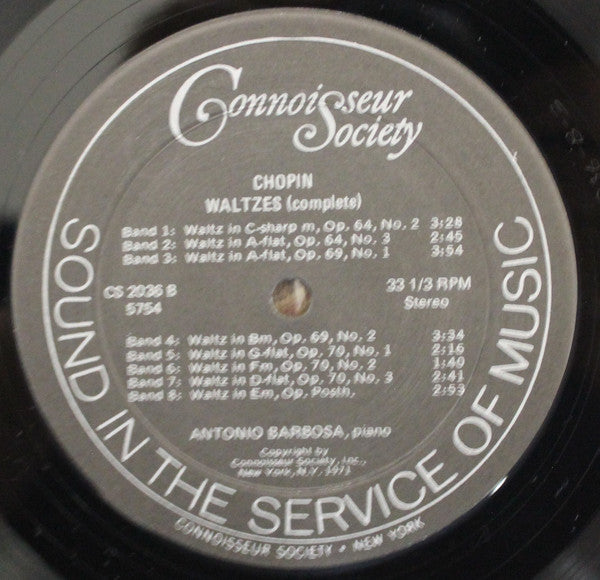 Connoisseur
Society
CHOPIN
WALTZES (complete)
Band 1: Waltz in C-sharp m, Op. 64, No. 2 3:28
Band 2: Waltz in A-flat, Op. 64, No. 3 2:45
Band 3: Waltz in A-flat, Op. 69, No. 1 3:54
CS 2036 B 33 1/3 RPM
5754 Stereo
Band 4: Waltz in Bm, Op. 69, No. 2 3:34
Band 5: Waltz in G-flat, Op. 70, No. 1 2:16
Band 6: Waltz in Fm, Op. 70, No. 2 1:40
Band 7: Waltz in D-flat, Op. 70, No. 3 2:41
Band 8: Waltz in Em, Op. Posth. 2:53
ANTONIO BARBOSA, piano
Copyright by
Connoisseur Society, Inc.,
New York, N.Y. 1971
SOUND IN THE SERVICE OF MUSIC
CONNOISSEUR SOCIETY • NEW YORK